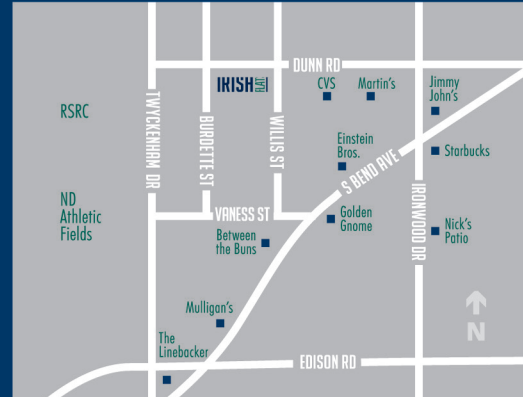 DUNN RD
IRISH
FLATS
CVS
Martin's
Jimmy
John's
RSRC
TWYCKENHAM DR
BURDETTE ST
WILLIS ST
Einstein
Bros.
S BEND AVE
Starbucks
ND
Athletic
Fields
VANESS ST
Golden
Gnome
IRONWOOD DR
Nick's
Patio
Between
the Buns
Mulligan's
N
The
Linebacker
EDISON RD